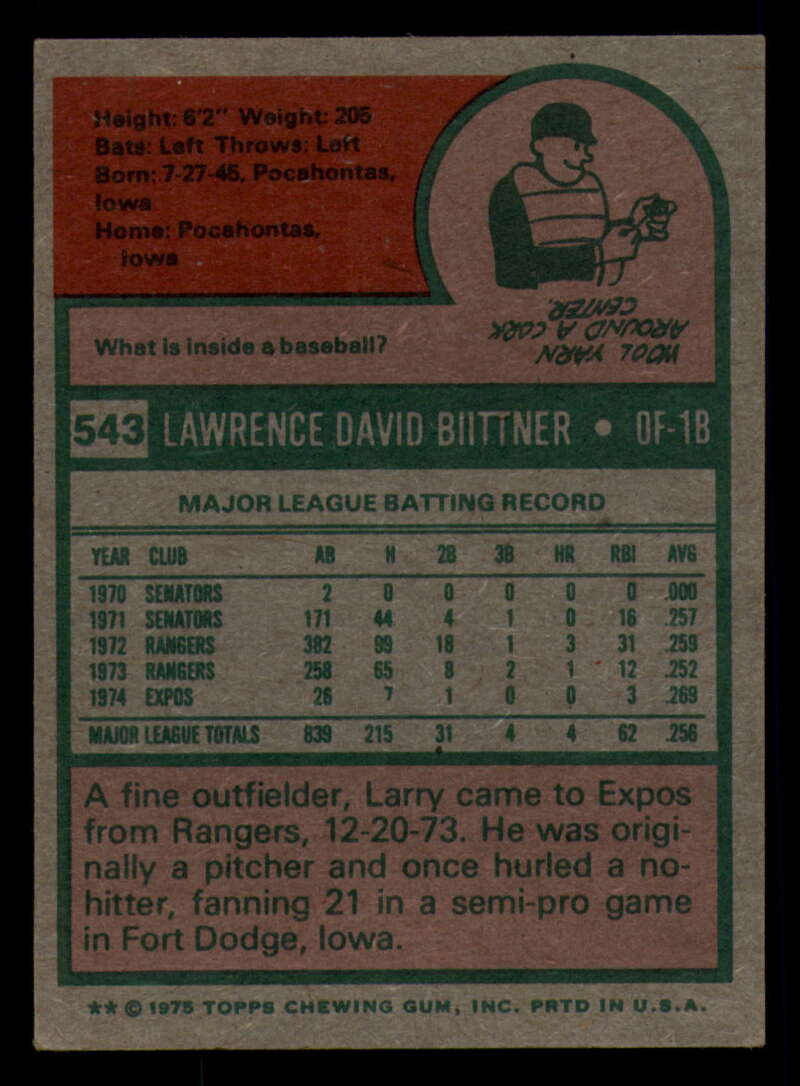 Height: 6'2" Weight: 205
Bats: Left Throws: Left
Born: 7-27-46, Pocahontas,
Iowa
Home: Pocahontas,
Iowa
What is inside a baseball?
WOOL YARN
AROUND A CORK
CENTER.
543 LAWRENCE DAVID BIITTNER • OF-1B
MAJOR LEAGUE BATTING RECORD
YEAR CLUB AB H 2B 3B HR RBI AVG
1970 SENATORS 2 0 0 0 0 0 .000
1971 SENATORS 171 44 4 1 0 16 .257
1972 RANGERS 382 99 18 1 3 31 .259
1973 RANGERS 258 65 8 2 1 12 .252
1974 EXPOS 26 7 1 0 0 3 .269
MAJOR LEAGUE TOTALS 839 215 31 4 4 62 .256
A fine outfielder, Larry came to Expos
from Rangers, 12-20-73. He was origi-
nally a pitcher and once hurled a no-
hitter, fanning 21 in a semi-pro game
in Fort Dodge, Iowa.
** © 1975 TOPPS CHEWING GUM, INC. PRTD IN U.S.A.